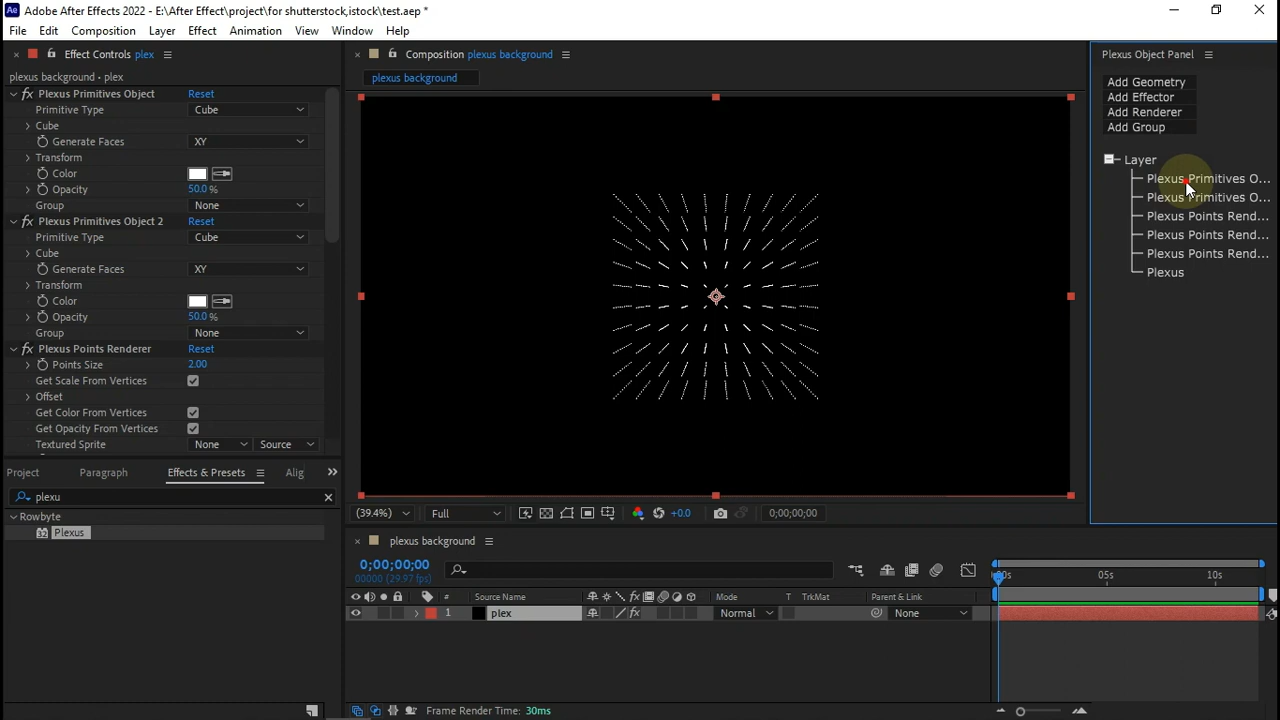 Adobe After Effects 2022 - E:\After Effect\project\for shutterstock,istock\test.aep *
File Edit Composition Layer Effect Animation View Window Help
Effect Controls plex
Composition plexus background
Plexus Object Panel
plexus background • plex
plexus background
Plexus Primitives Object Reset
Primitive Type Cube
Cube
Generate Faces XY
Transform
Color
Opacity 50.0 %
Group None
Plexus Primitives Object 2 Reset
Primitive Type Cube
Cube
Generate Faces XY
Transform
Color
Opacity 50.0 %
Group None
Plexus Points Renderer Reset
Points Size 2.00
Get Scale From Vertices
Offset
Get Color From Vertices
Get Opacity From Vertices
Textured Sprite None Source
Add Geometry
Add Effector
Add Renderer
Add Group
Layer
Plexus Primitives O...
Plexus Primitives O...
Plexus Points Rend...
Plexus Points Rend...
Plexus Points Rend...
Plexus
Project Paragraph Effects & Presets Alig
plexu
Rowbyte
32 Plexus
(39.4%) Full +0.0 0;00;00;00
plexus background
0;00;00;00
00000 (29.97 fps)
:00s 05s 10s
# Source Name Mode T TrkMat Parent & Link
1 plex Normal None
Frame Render Time: 30ms